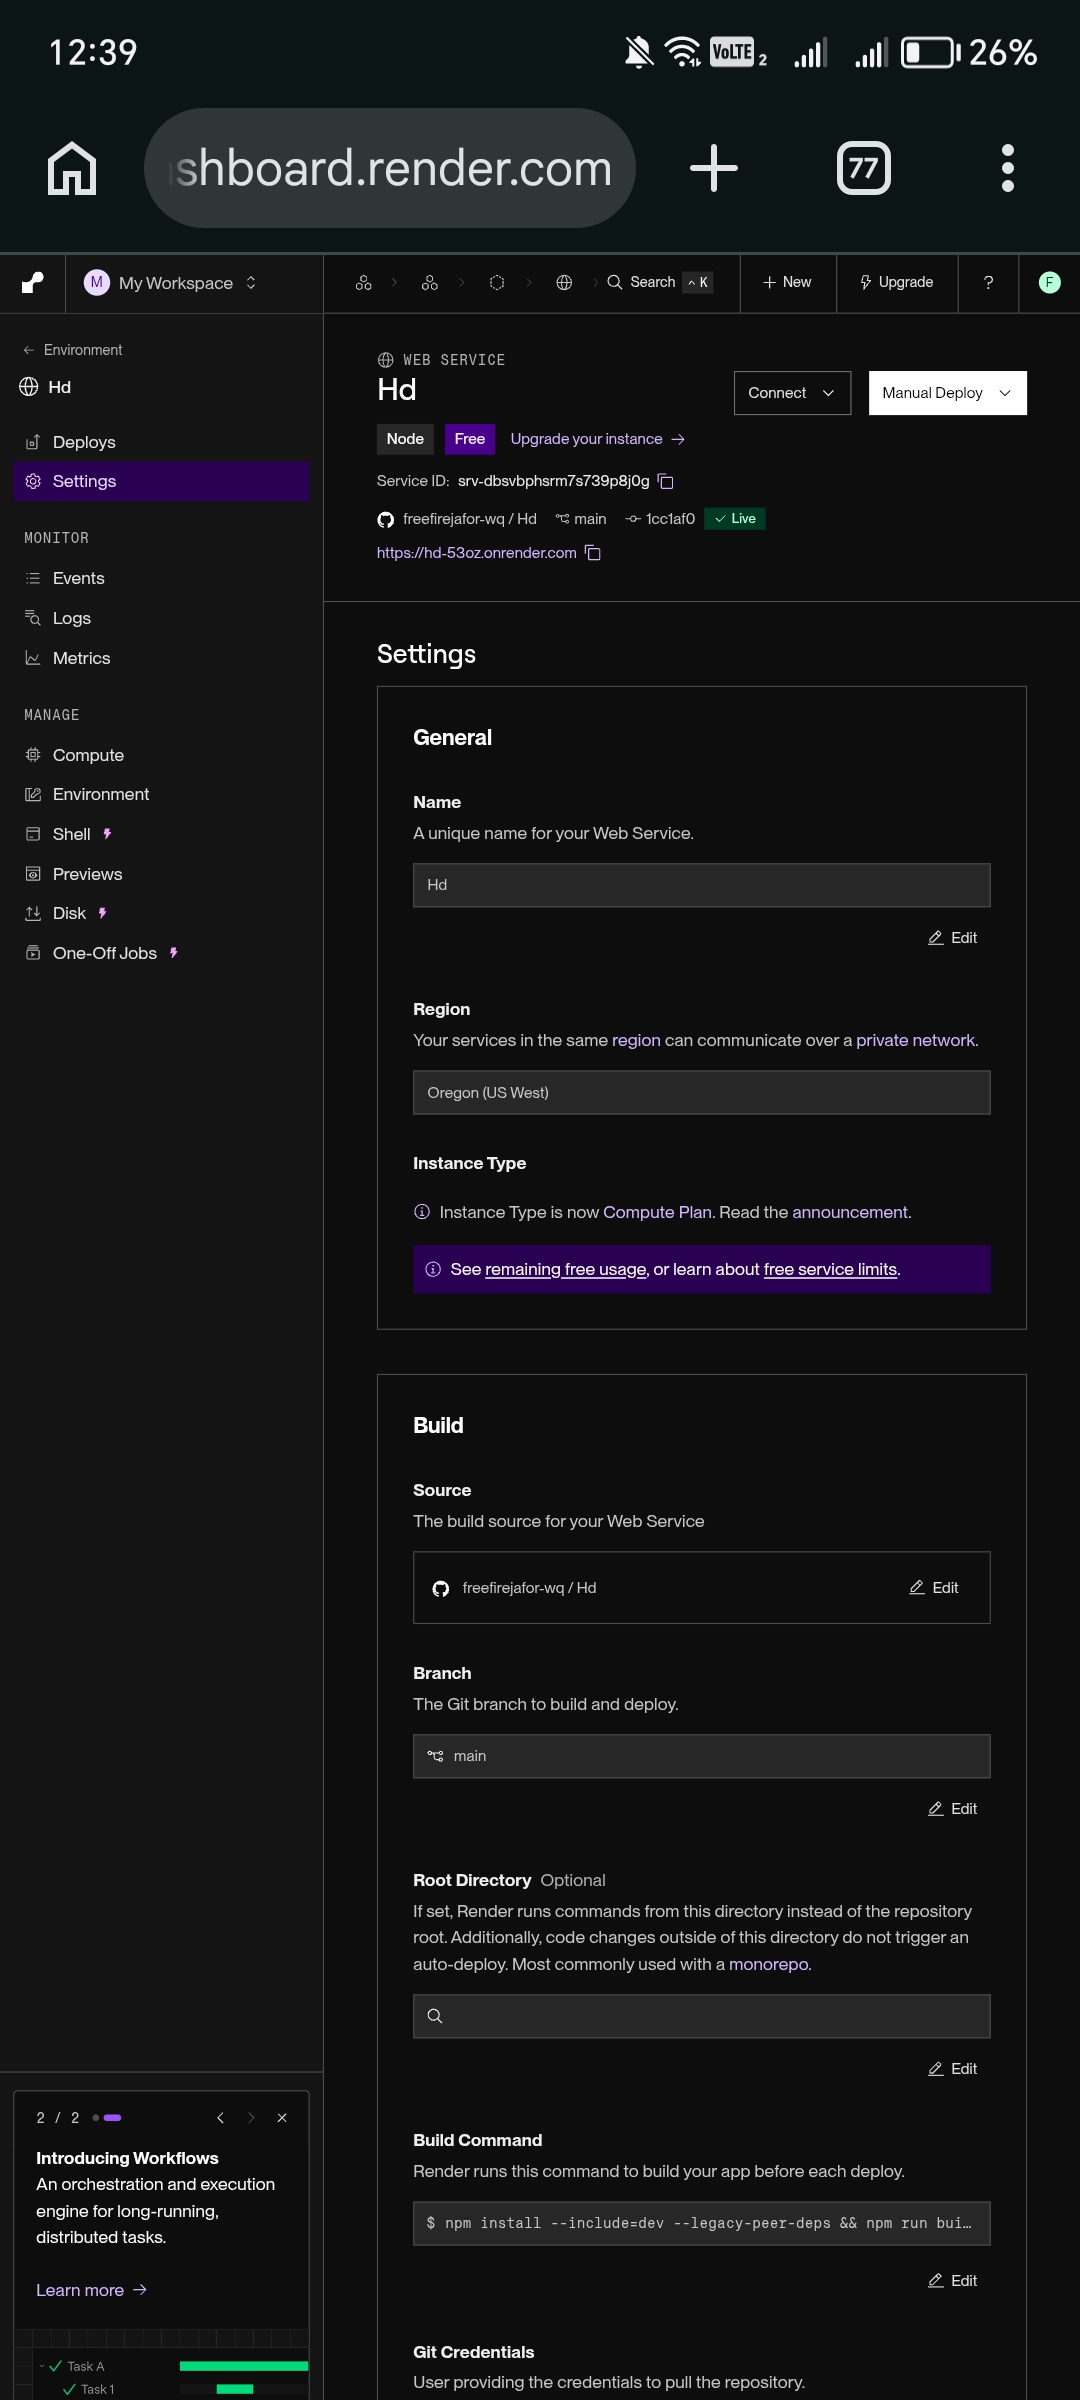 12:39
VoLTE 2
26%
shboard.render.com
77
M My Workspace
Search ^ K
+ New
Upgrade
?
F
← Environment
Hd
Deploys
Settings
MONITOR
Events
Logs
Metrics
MANAGE
Compute
Environment
Shell
Previews
Disk
One-Off Jobs
2 / 2
Introducing Workflows
An orchestration and execution
engine for long-running,
distributed tasks.
Learn more →
Task A
Task 1
WEB SERVICE
Hd
Connect
Manual Deploy
Node Free Upgrade your instance →
Service ID: srv-dbsvbphsrm7s739p8j0g
freefirejafor-wq / Hd main 1cc1af0 ✓ Live
https://hd-53oz.onrender.com
Settings
General
Name
A unique name for your Web Service.
Hd
Edit
Region
Your services in the same region can communicate over a private network.
Oregon (US West)
Instance Type
Instance Type is now Compute Plan. Read the announcement.
See remaining free usage, or learn about free service limits.
Build
Source
The build source for your Web Service
freefirejafor-wq / Hd
Edit
Branch
The Git branch to build and deploy.
main
Edit
Root Directory Optional
If set, Render runs commands from this directory instead of the repository
root. Additionally, code changes outside of this directory do not trigger an
auto-deploy. Most commonly used with a monorepo.
Edit
Build Command
Render runs this command to build your app before each deploy.
$ npm install --include=dev --legacy-peer-deps && npm run bui…
Edit
Git Credentials
User providing the credentials to pull the repository.